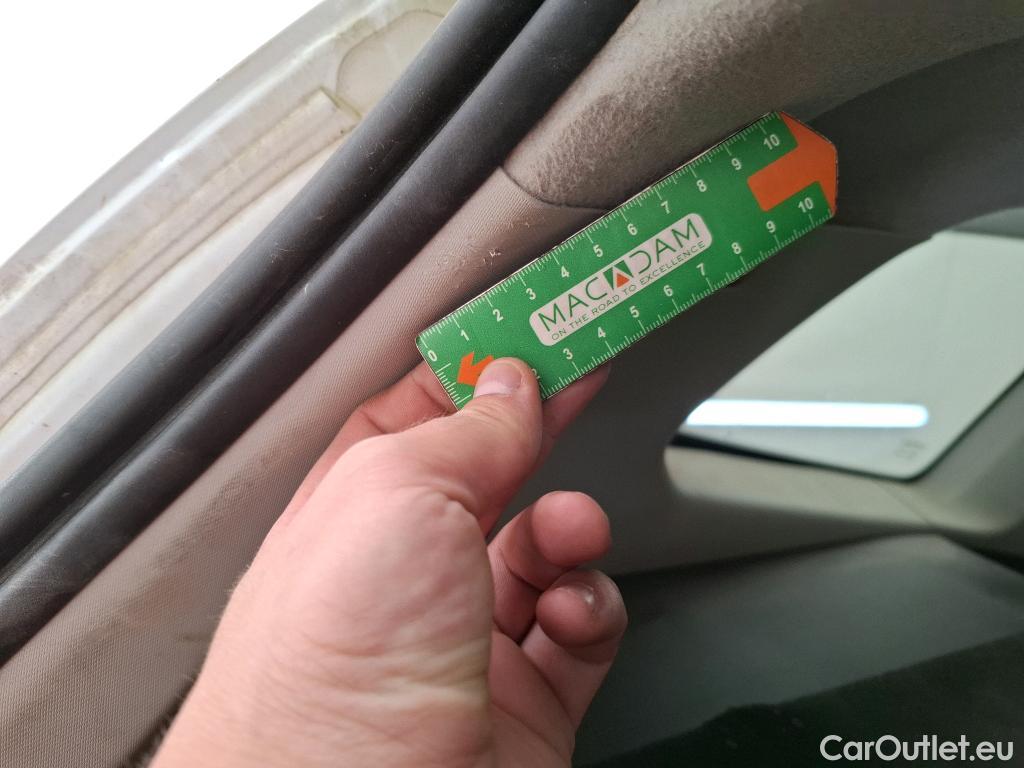 0 1 2 3 4 5 6 7 8 9 10
MACADAM
ON THE ROAD TO EXCELLENCE
3 4 5 6 7 8 9 10
CarOutlet.eu